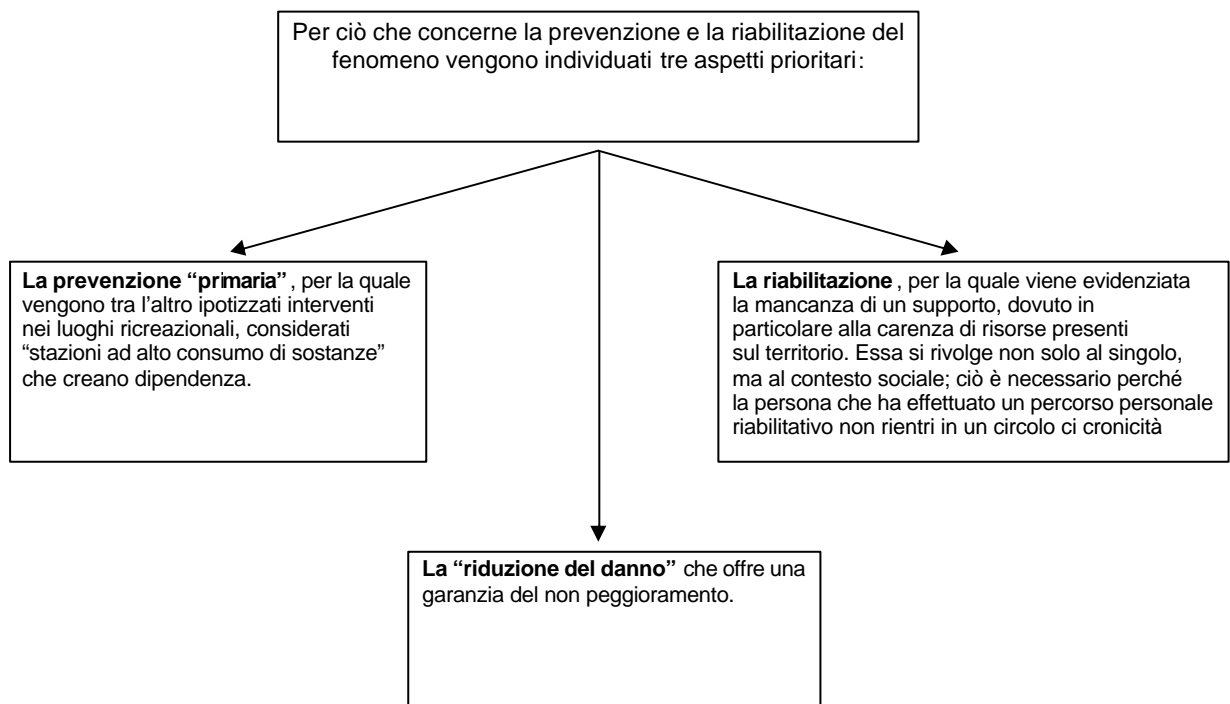 Per ciò che concerne la prevenzione e la riabilitazione del
fenomeno vengono individuati tre aspetti prioritari:
La prevenzione “primaria”, per la quale
vengono tra l’altro ipotizzati interventi
nei luoghi ricreazionali, considerati
“stazioni ad alto consumo di sostanze”
che creano dipendenza.
La riabilitazione, per la quale viene evidenziata
la mancanza di un supporto, dovuto in
particolare alla carenza di risorse presenti
sul territorio. Essa si rivolge non solo al singolo,
ma al contesto sociale; ciò è necessario perché
la persona che ha effettuato un percorso personale
riabilitativo non rientri in un circolo ci cronicità
La “riduzione del danno” che offre una
garanzia del non peggioramento.